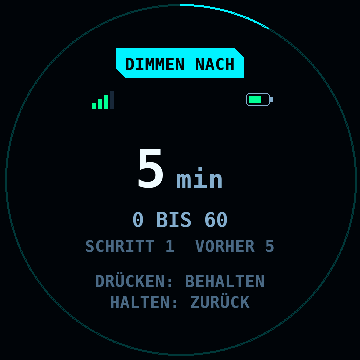 DIMMEN NACH
5 min
0 BIS 60
SCHRITT 1  VORHER 5
DRÜCKEN: BEHALTEN
HALTEN: ZURÜCK